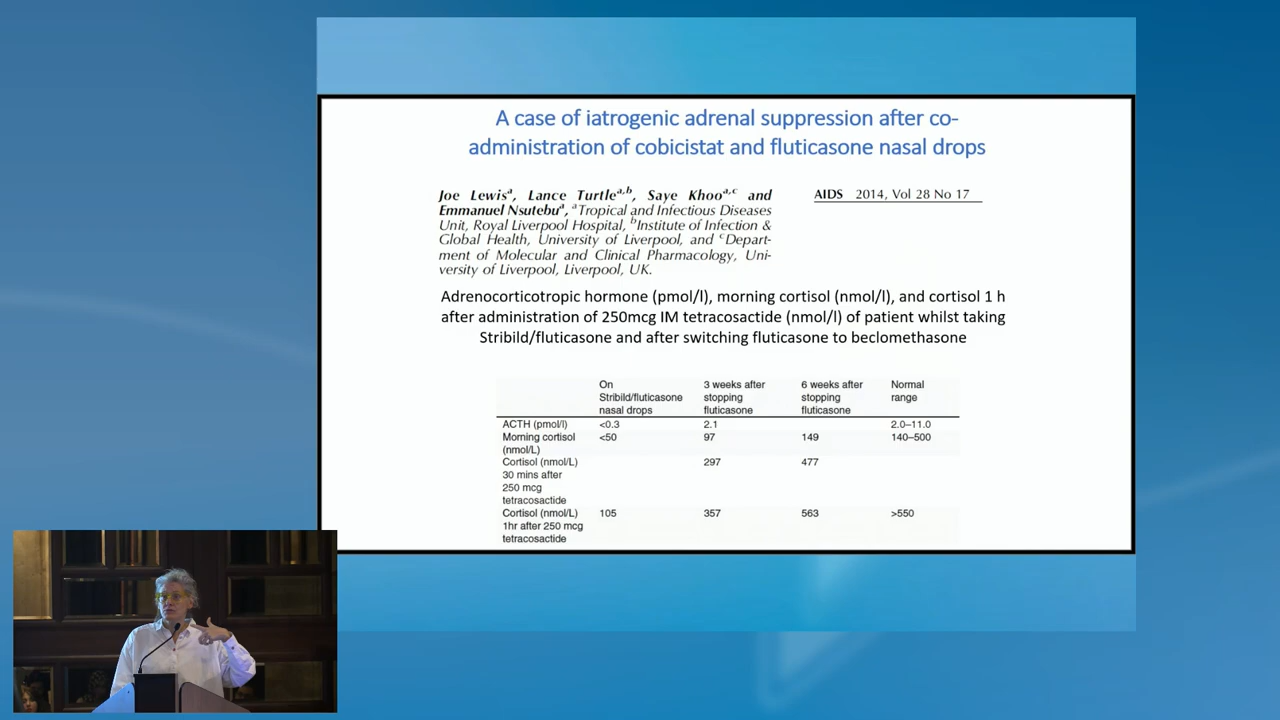 A case of iatrogenic adrenal suppression after co-
administration of cobicistat and fluticasone nasal drops
Joe Lewisᵃ, Lance Turtleᵃ,ᵇ, Saye Khooᵃ,ᶜ and
Emmanuel Nsutebuᵃ, ᵃTropical and Infectious Diseases
Unit, Royal Liverpool Hospital, ᵇInstitute of Infection &
Global Health, University of Liverpool, and ᶜDepart-
ment of Molecular and Clinical Pharmacology, Uni-
versity of Liverpool, Liverpool, UK.
AIDS 2014, Vol 28 No 17
Adrenocorticotropic hormone (pmol/l), morning cortisol (nmol/l), and cortisol 1 h
after administration of 250mcg IM tetracosactide (nmol/l) of patient whilst taking
Stribild/fluticasone and after switching fluticasone to beclomethasone
On 3 weeks after 6 weeks after Normal
Stribild/fluticasone stopping stopping range
nasal drops fluticasone fluticasone
ACTH (pmol/l) <0.3 2.1 2.0–11.0
Morning cortisol <50 97 149 140–500
(nmol/L)
Cortisol (nmol/L) 297 477
30 mins after
250 mcg
tetracosactide
Cortisol (nmol/L) 105 357 563 >550
1hr after 250 mcg
tetracosactide